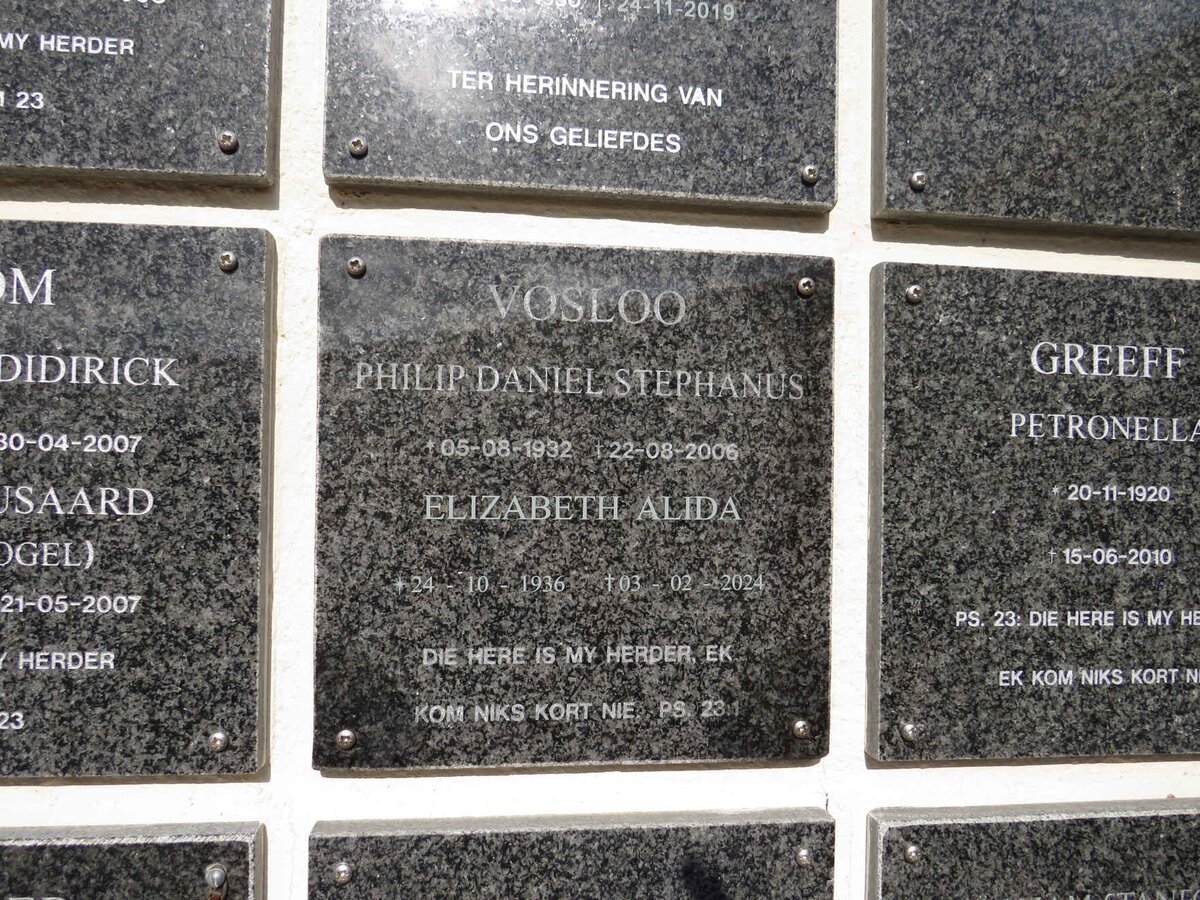 MY HERDER
23
24-11-2019
TER HERINNERING VAN
ONS GELIEFDES
DIDIRICK
30-04-2007
21-05-2007
HERDER
23
VOSLOO
PHILIP DANIEL STEPHANUS
* 05-08-1932 † 22-08-2006
ELIZABETH ALIDA
* 24 - 10 - 1936 † 03 - 02 - 2024
DIE HERE IS MY HERDER, EK
KOM NIKS KORT NIE. PS. 23:1
GREEFF
PETRONELLA
* 20-11-1920
† 15-06-2010
PS. 23: DIE HERE IS MY
EK KOM NIKS KORT